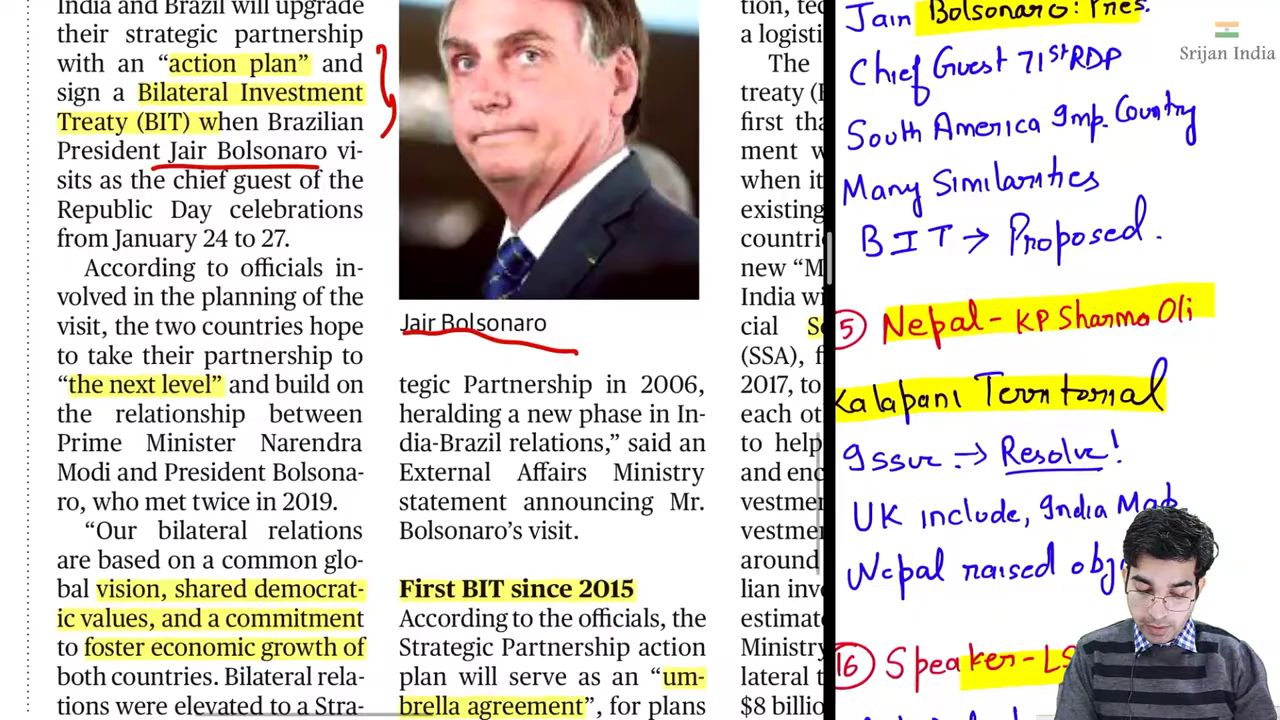 India and Brazil will upgrade
their strategic partnership
with an “action plan” and
sign a Bilateral Investment
Treaty (BIT) when Brazilian
President Jair Bolsonaro vi-
sits as the chief guest of the
Republic Day celebrations
from January 24 to 27.
According to officials in-
volved in the planning of the
visit, the two countries hope
to take their partnership to
“the next level” and build on
the relationship between
Prime Minister Narendra
Modi and President Bolsona-
ro, who met twice in 2019.
“Our bilateral relations
are based on a common glo-
bal vision, shared democrat-
ic values, and a commitment
to foster economic growth of
both countries. Bilateral rela-
tions were elevated to a Stra-
Jair Bolsonaro
tegic Partnership in 2006,
heralding a new phase in In-
dia-Brazil relations,” said an
External Affairs Ministry
statement announcing Mr.
Bolsonaro’s visit.
First BIT since 2015
According to the officials, the
Strategic Partnership action
plan will serve as an “um-
brella agreement”, for plans
tion, tec
a logisti
The
treaty (
first tha
ment w
when it
existing
countri
new “M
India wi
cial S
(SSA), f
2017, to
each ot
to help
and enc
vestmen
vestmen
around
lian inv
estimate
Ministry
lateral t
$8 billio
Jain Bolsonaro: Pres.
Chief Guest 71st RDP
South America Imp. Country
Many Similarities
BIT → Proposed.
5 Nepal - KP Sharma Oli
Kalapani Territorial
Issue → Resolve!
UK include, India Map
Nepal raised obj
16 Speaker - LS
Srijan India